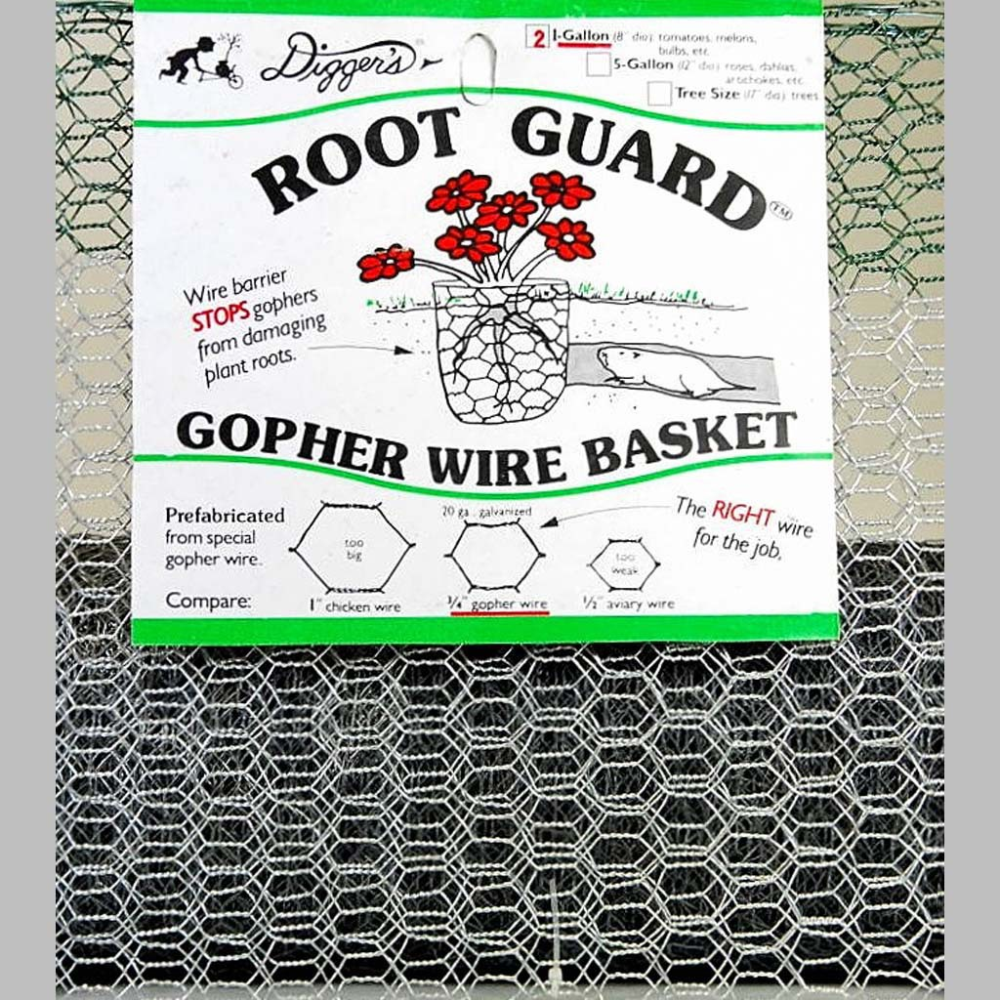 Digger's
2 1-Gallon (8" dia) tomatoes, melons,
bulbs, etc
5-Gallon (12" dia) roses, dahlias,
artichokes, etc
Tree Size (17" dia) trees
ROOT GUARD™
Wire barrier
STOPS gophers
from damaging
plant roots.
GOPHER WIRE BASKET
Prefabricated
from special
gopher wire.
Compare:
too
big
1" chicken wire
20 ga. galvanized
3/4" gopher wire
too
weak
1/2" aviary wire
The RIGHT wire
for the job,